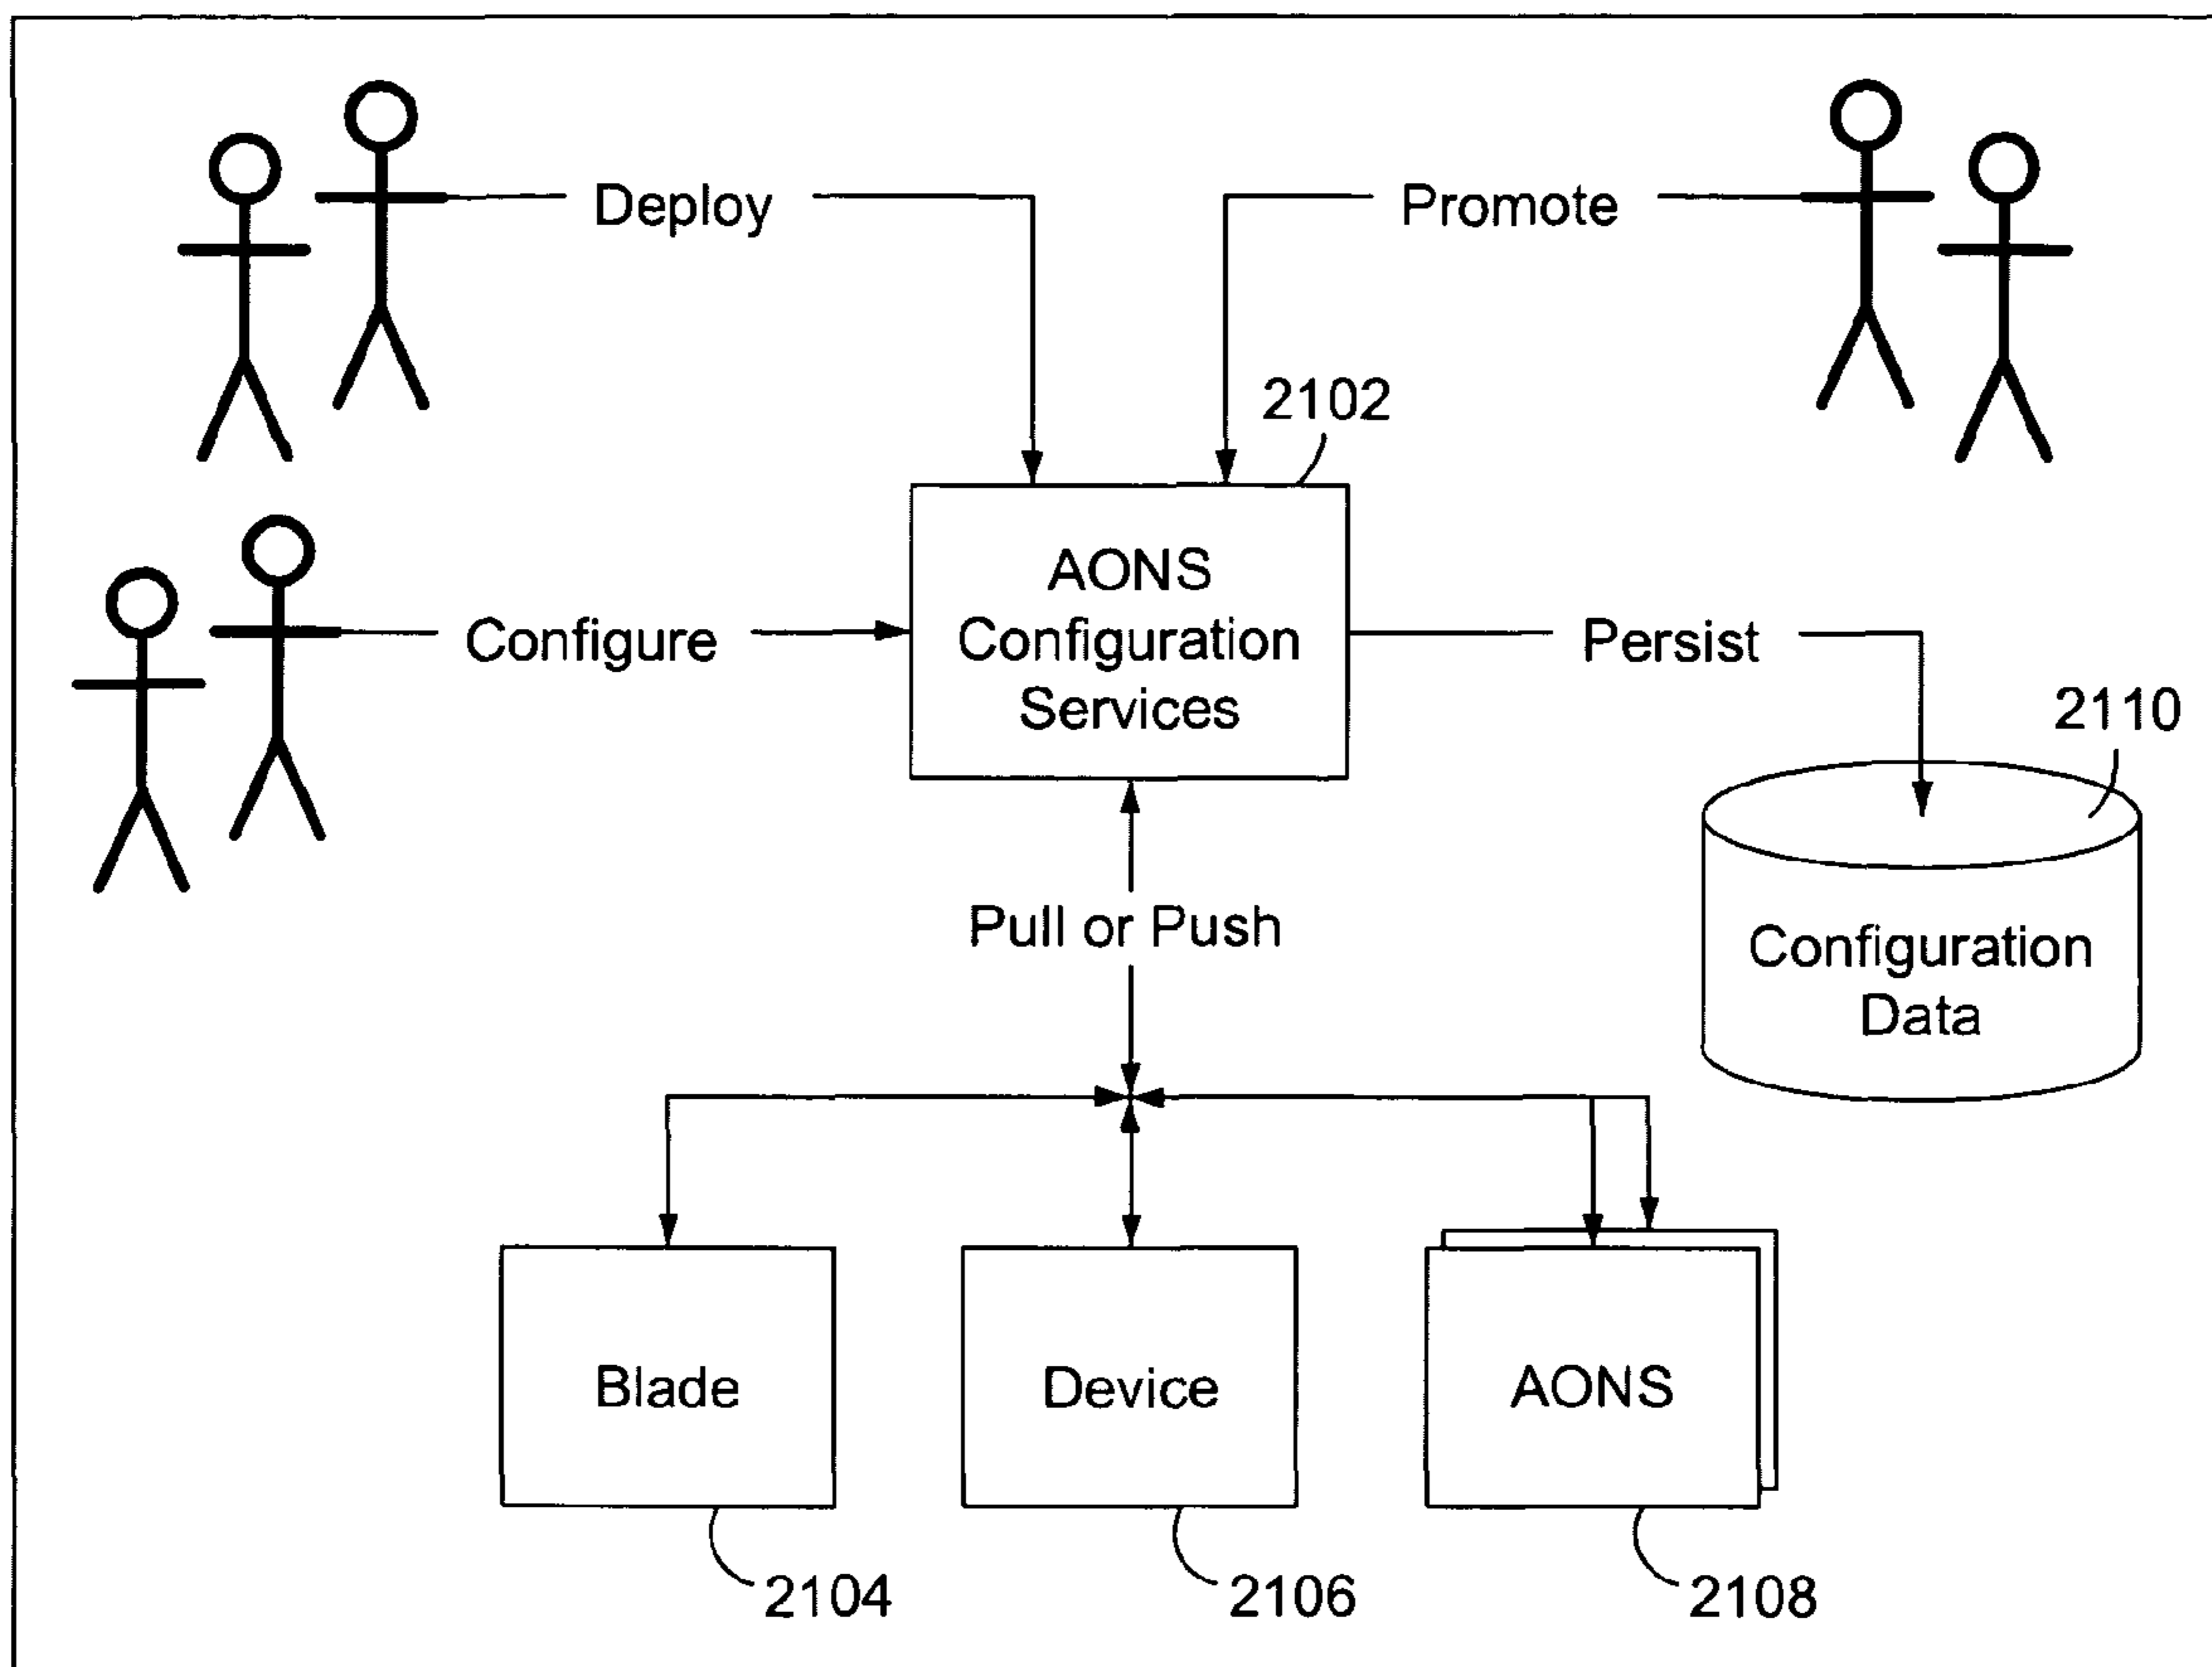 Deploy
Promote
2102
AONS
Configuration
Services
Configure
Persist
2110
Pull or Push
Configuration
Data
Blade
Device
AONS
2104
2106
2108